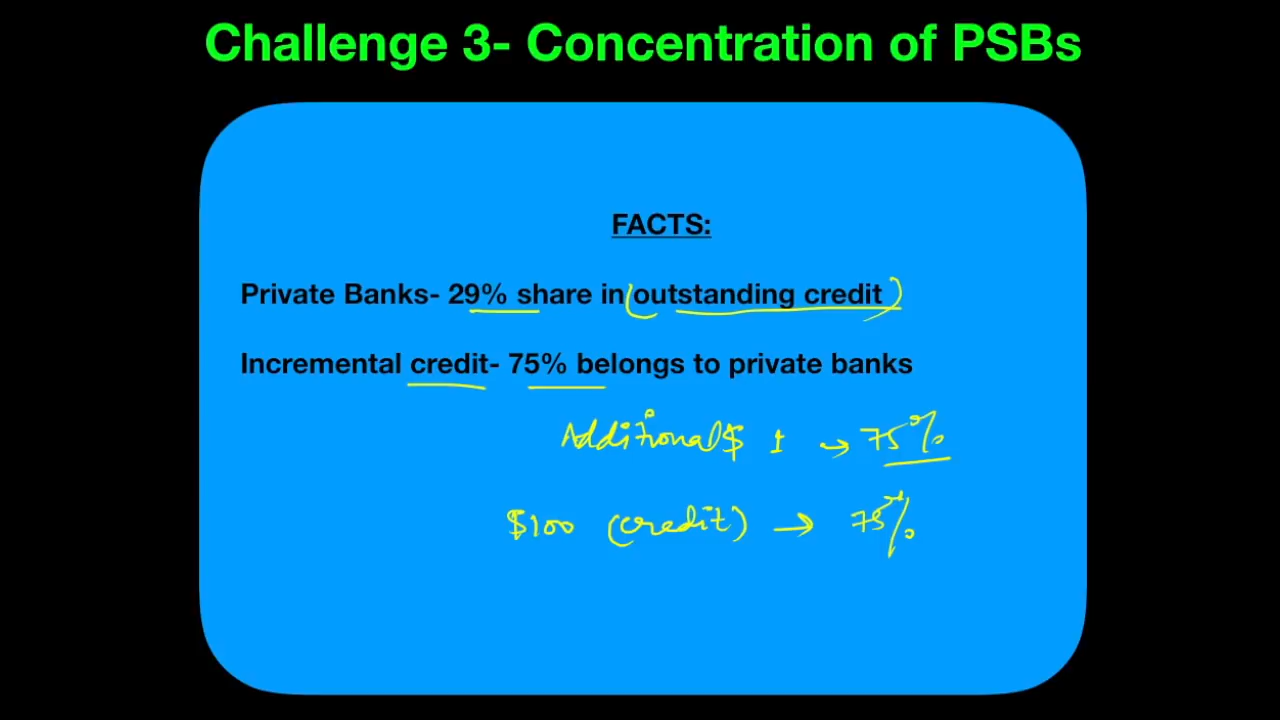 Challenge 3- Concentration of PSBs
FACTS:
Private Banks- 29% share in (outstanding credit)
Incremental credit- 75% belongs to private banks
Additional $ 1 → 75%
$100 (credit) → 75%